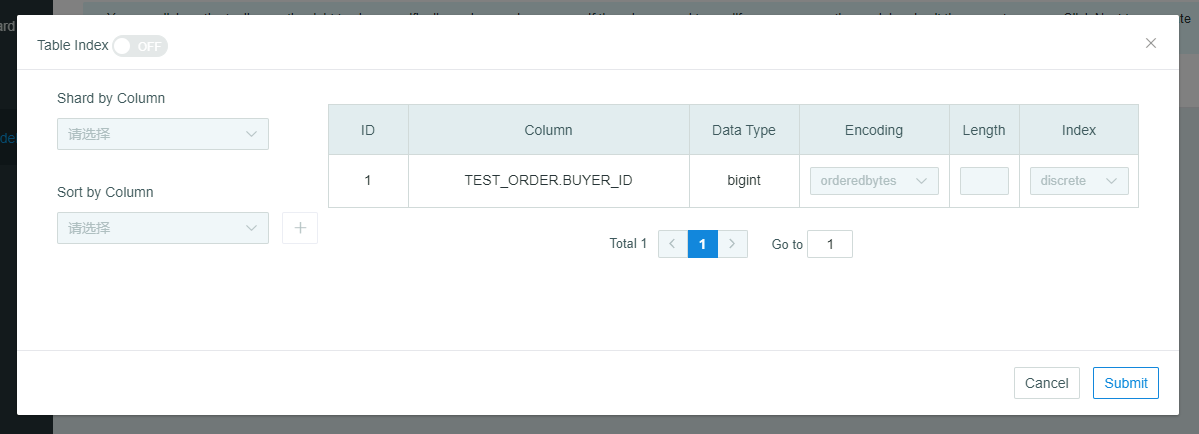 Table Index OFF
Shard by Column
请选择
Sort by Column
请选择
ID Column Data Type Encoding Length Index
1 TEST_ORDER.BUYER_ID bigint orderedbytes discrete
Total 1 1 Go to 1
Cancel Submit